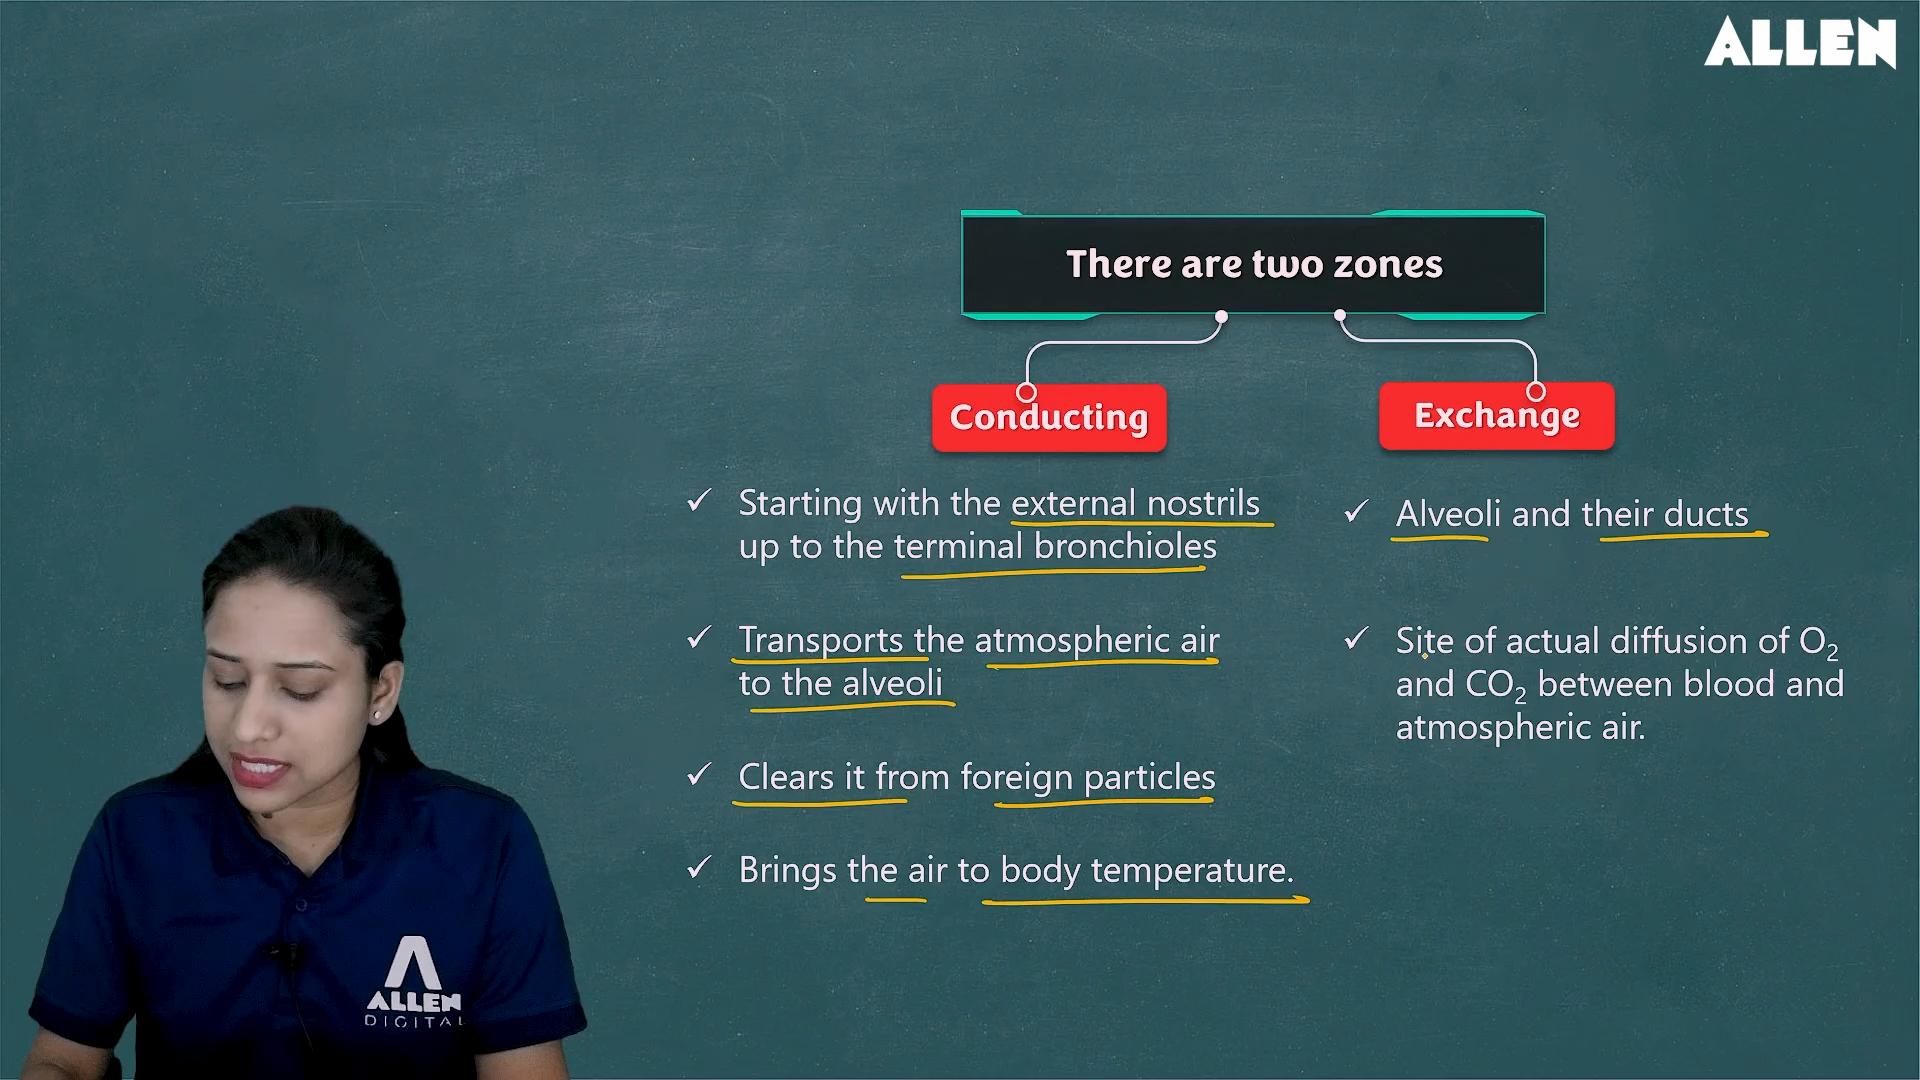 ALLEN
There are two zones
Conducting
Exchange
✓ Starting with the external nostrils
up to the terminal bronchioles
✓ Transports the atmospheric air
to the alveoli
✓ Clears it from foreign particles
✓ Brings the air to body temperature.
✓ Alveoli and their ducts
✓ Site of actual diffusion of O₂
and CO₂ between blood and
atmospheric air.
ALLEN
DIGITAL